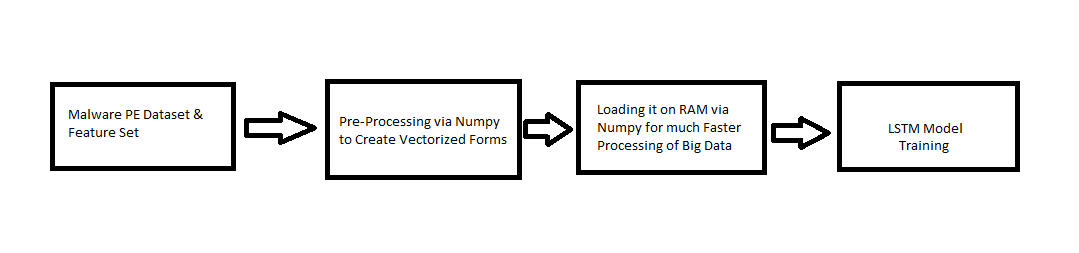 Malware PE Dataset &
Feature Set
Pre-Processing via Numpy
to Create Vectorized Forms
Loading it on RAM via
Numpy for much Faster
Processing of Big Data
LSTM Model
Training